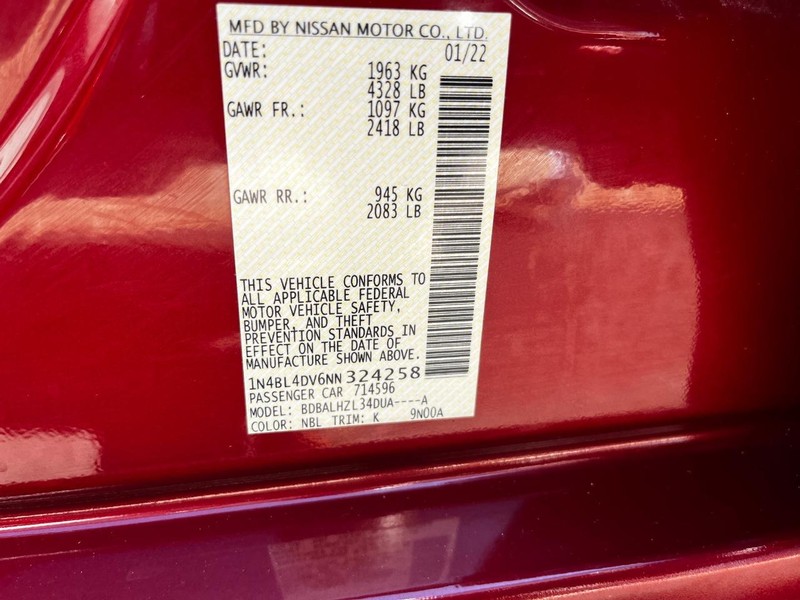 MFD BY NISSAN MOTOR CO., LTD.
DATE: 01/22
GVWR: 1963 KG
4328 LB
GAWR FR.: 1097 KG
2418 LB
GAWR RR.: 945 KG
2083 LB
THIS VEHICLE CONFORMS TO
ALL APPLICABLE FEDERAL
MOTOR VEHICLE SAFETY,
BUMPER, AND THEFT
PREVENTION STANDARDS IN
EFFECT ON THE DATE OF
MANUFACTURE SHOWN ABOVE.
1N4BL4DV6NN324258
PASSENGER CAR 714596
MODEL: BDBALHZL34DUA----A
COLOR: NBL TRIM: K 9N00A